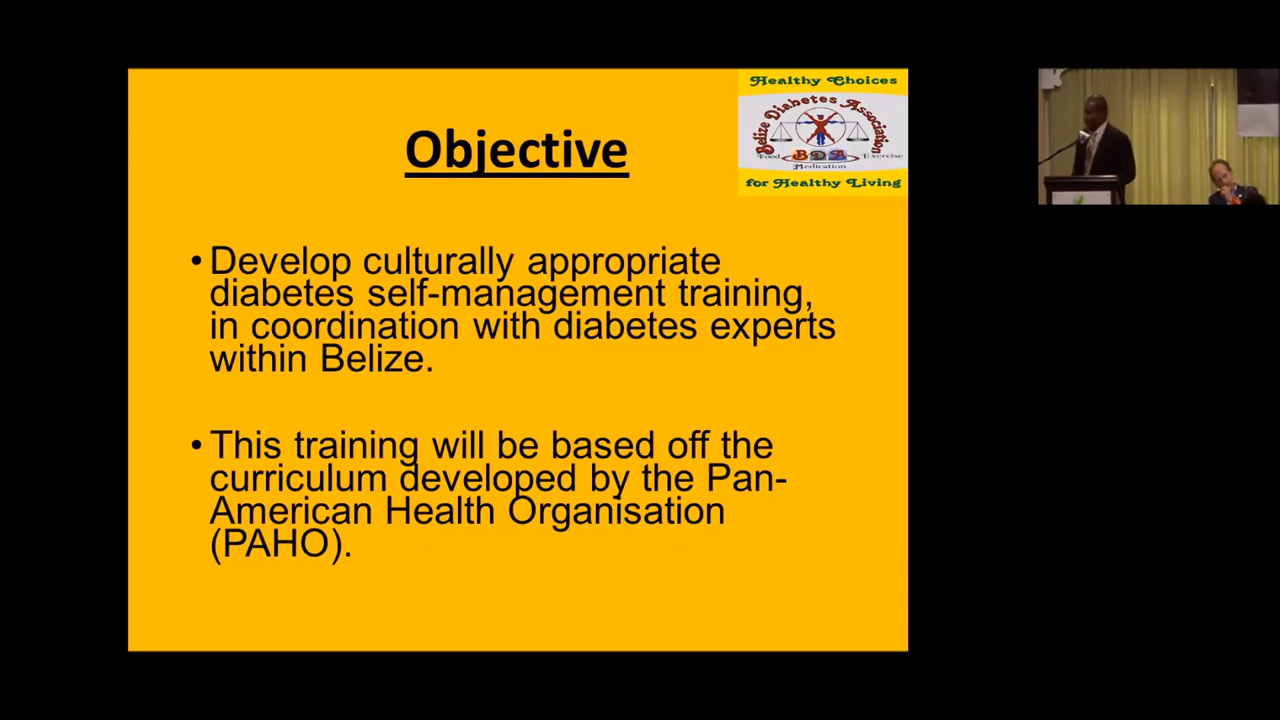 Healthy Choices
Belize Diabetes Association
Food BDA Exercise
Medication
for Healthy Living
Objective
• Develop culturally appropriate
diabetes self-management training,
in coordination with diabetes experts
within Belize.
• This training will be based off the
curriculum developed by the Pan-
American Health Organisation
(PAHO).